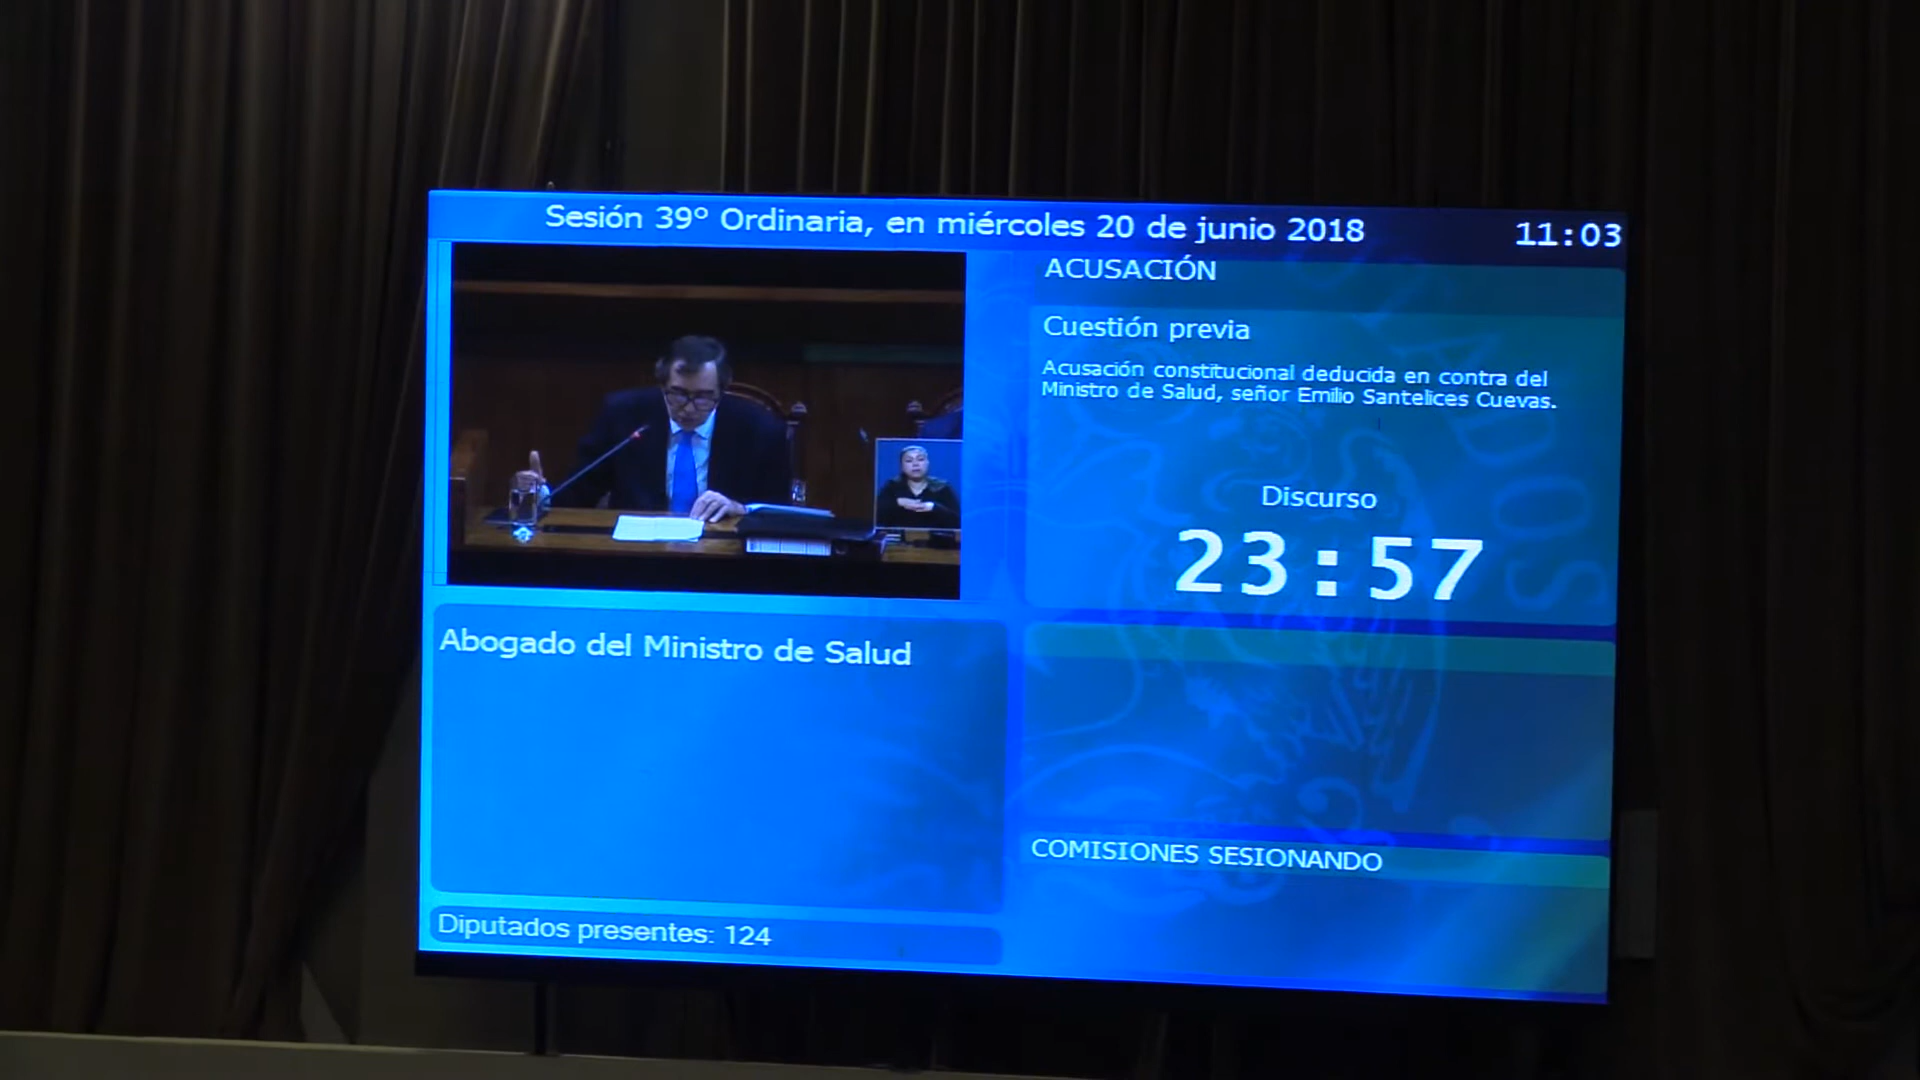 Sesión 39º Ordinaria, en miércoles 20 de junio 2018
11:03
ACUSACIÓN
Cuestión previa
Acusación constitucional deducida en contra del
Ministro de Salud, señor Emilio Santelices Cuevas.
Discurso
23:57
Abogado del Ministro de Salud
COMISIONES SESIONANDO
Diputados presentes: 124